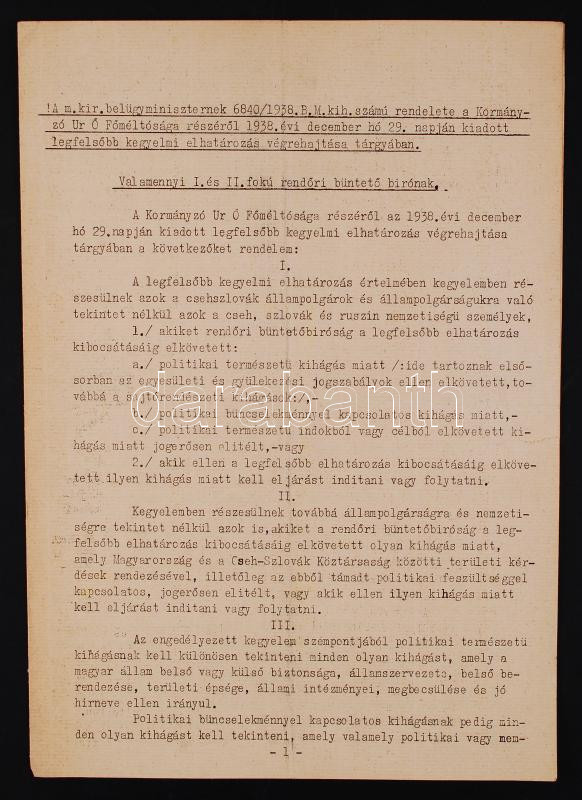 !A m.kir.belügyminiszternek 6840/1938.B.M.kih.számú rendelete a Kormány-
zó Ur Ő Főméltósága részéről 1938.évi december hó 29. napján kiadott
legfelsőbb kegyelmi elhatározás végrehajtása tárgyában.
Valamennyi I.és II.fokú rendőri büntető birónak.
A Kormányzó Ur Ő Főméltósága részéről az 1938.évi december
hó 29.napján kiadott legfelsőbb kegyelmi elhatározás végrehajtása
tárgyában a következőket rendelem:
I.
A legfelsőbb kegyelmi elhatározás értelmében kegyelemben ré-
szesülnek azok a csehszlovák állampolgárok és állampolgárságukra való
tekintet nélkül azok a cseh, szlovák és ruszin nemzetiségü személyek,
1./ akiket rendőri büntetőbiróság a legfelsőbb elhatározás
kibocsátásáig elkövetett:
a./ politikai természetü kihágás miatt /:ide tartoznak első-
sorban az egyesületi és gyülekezési jogszabályok ellen elkövetett,to-
vábbá a sajtórendészeti kihágások:/,-
b./ politikai büncselekménnyel kapcsolatos kihágás miatt,-
c./ politikai természetü indokból vagy célból elkövetett ki-
hágás miatt jogerősen elitélt,-vagy
2./ akik ellen a legfelsőbb elhatározás kibocsátásáig elköve-
tett ilyen kihágás miatt kell eljárást inditani vagy folytatni.
II.
Kegyelemben részesülnek továbbá állampolgárságra és nemzeti-
ségre tekintet nélkül azok is,akiket a rendőri büntetőbiróság a leg-
felsőbb elhatározás kibocsátásáig elkövetett olyan kihágás miatt,
amely Magyarország és a Cseh-Szlovák Köztársaság közötti területi kér-
dések rendezésével, illetőleg az ebből támadt politikai feszültséggel
kapcsolatos, jogerősen elitélt, vagy akik ellen ilyen kihágás miatt
kell eljárást inditani vagy folytatni.
III.
Az engedélyezett kegyelem szempontjából politikai természetü
kihágásnak kell különösen tekinteni minden olyan kihágást, amely a
magyar állam belső vagy külső biztonsága, államszervezete, belső be-
rendezése, területi épsége, állami intézményei, megbecsülése és jó
hirneve ellen irányul.
Politikai büncselekménnyel kapcsolatos kihágásnak pedig min-
den olyan kihágást kell tekinteni, amely valamely politikai vagy nem-
- 1 -
darabanth